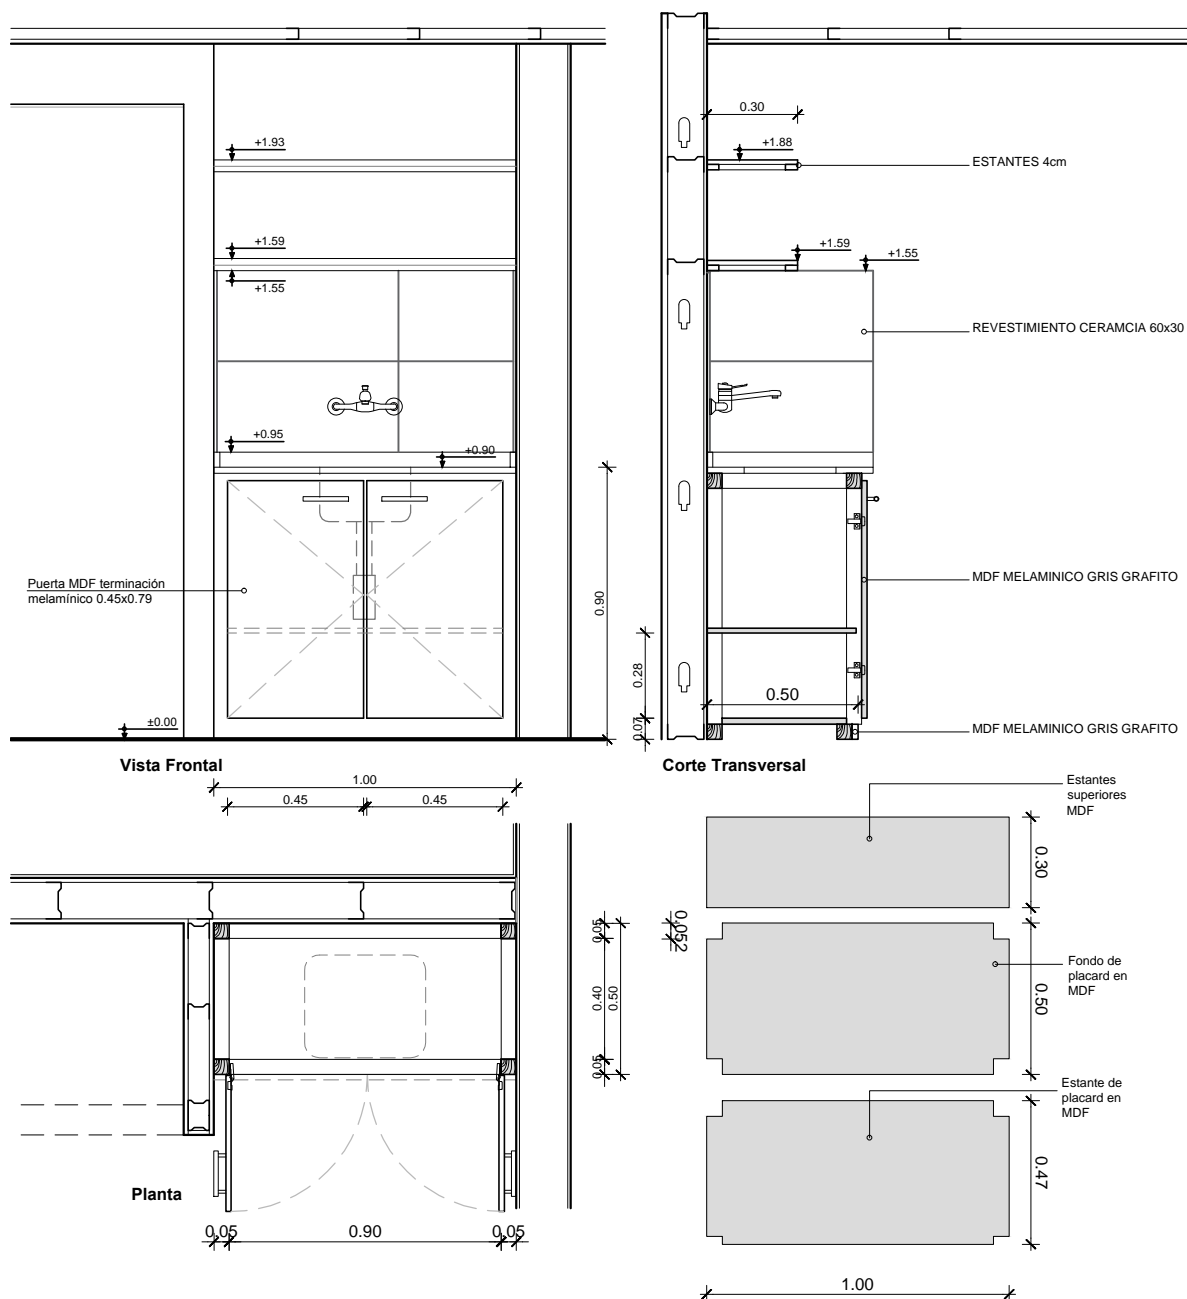 +1.93
+1.59
+1.55
+0.95
+0.90
Puerta MDF terminación
melamínico 0.45x0.79
±0.00
0.90
Vista Frontal
1.00
0.45
0.45
0.30
+1.88
ESTANTES 4cm
+1.59
+1.55
REVESTIMIENTO CERAMCIA 60x30
MDF MELAMINICO GRIS GRAFITO
0.28
0.50
0.07
MDF MELAMINICO GRIS GRAFITO
Corte Transversal
Estantes
superiores
MDF
0.30
0.05
0.40
0.50
0.05
0.052
Fondo de
placard en
MDF
0.50
Estante de
placard en
MDF
0.47
Planta
0.05
0.90
0.05
1.00